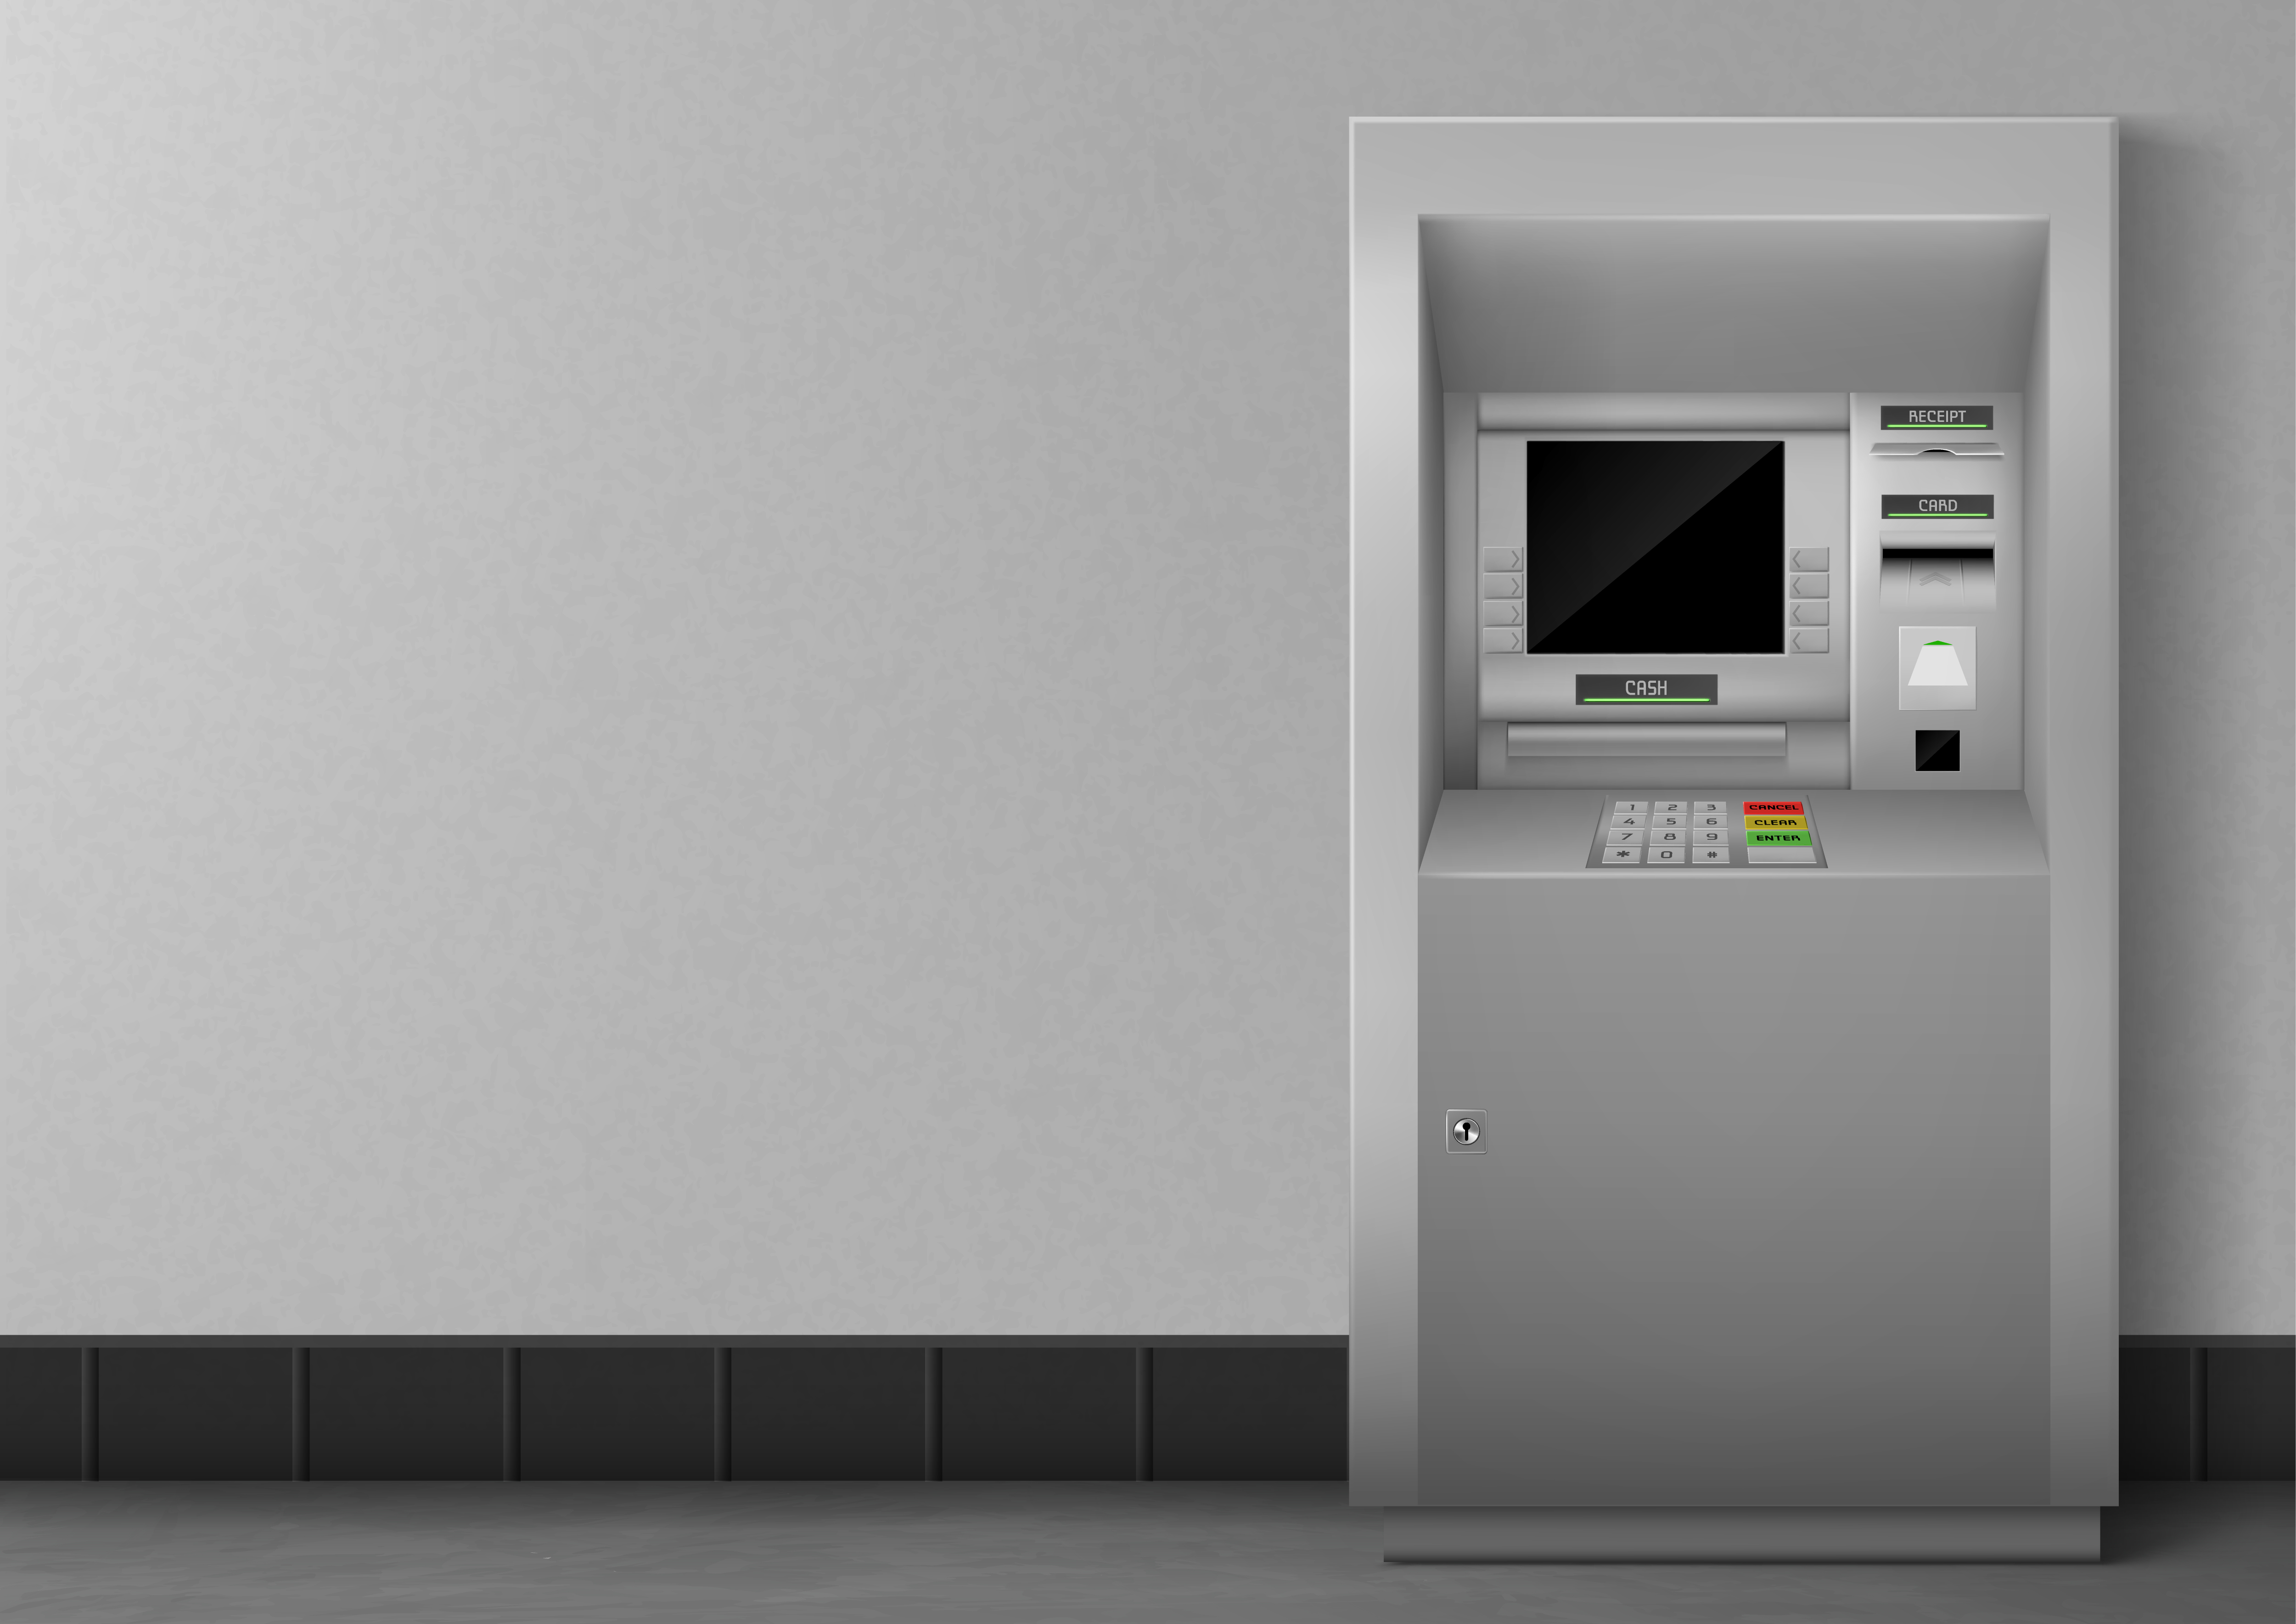 RECEIPT
CARD
CASH
1 2 3 CANCEL
4 5 6 CLEAR
7 8 9 ENTER
* 0 #